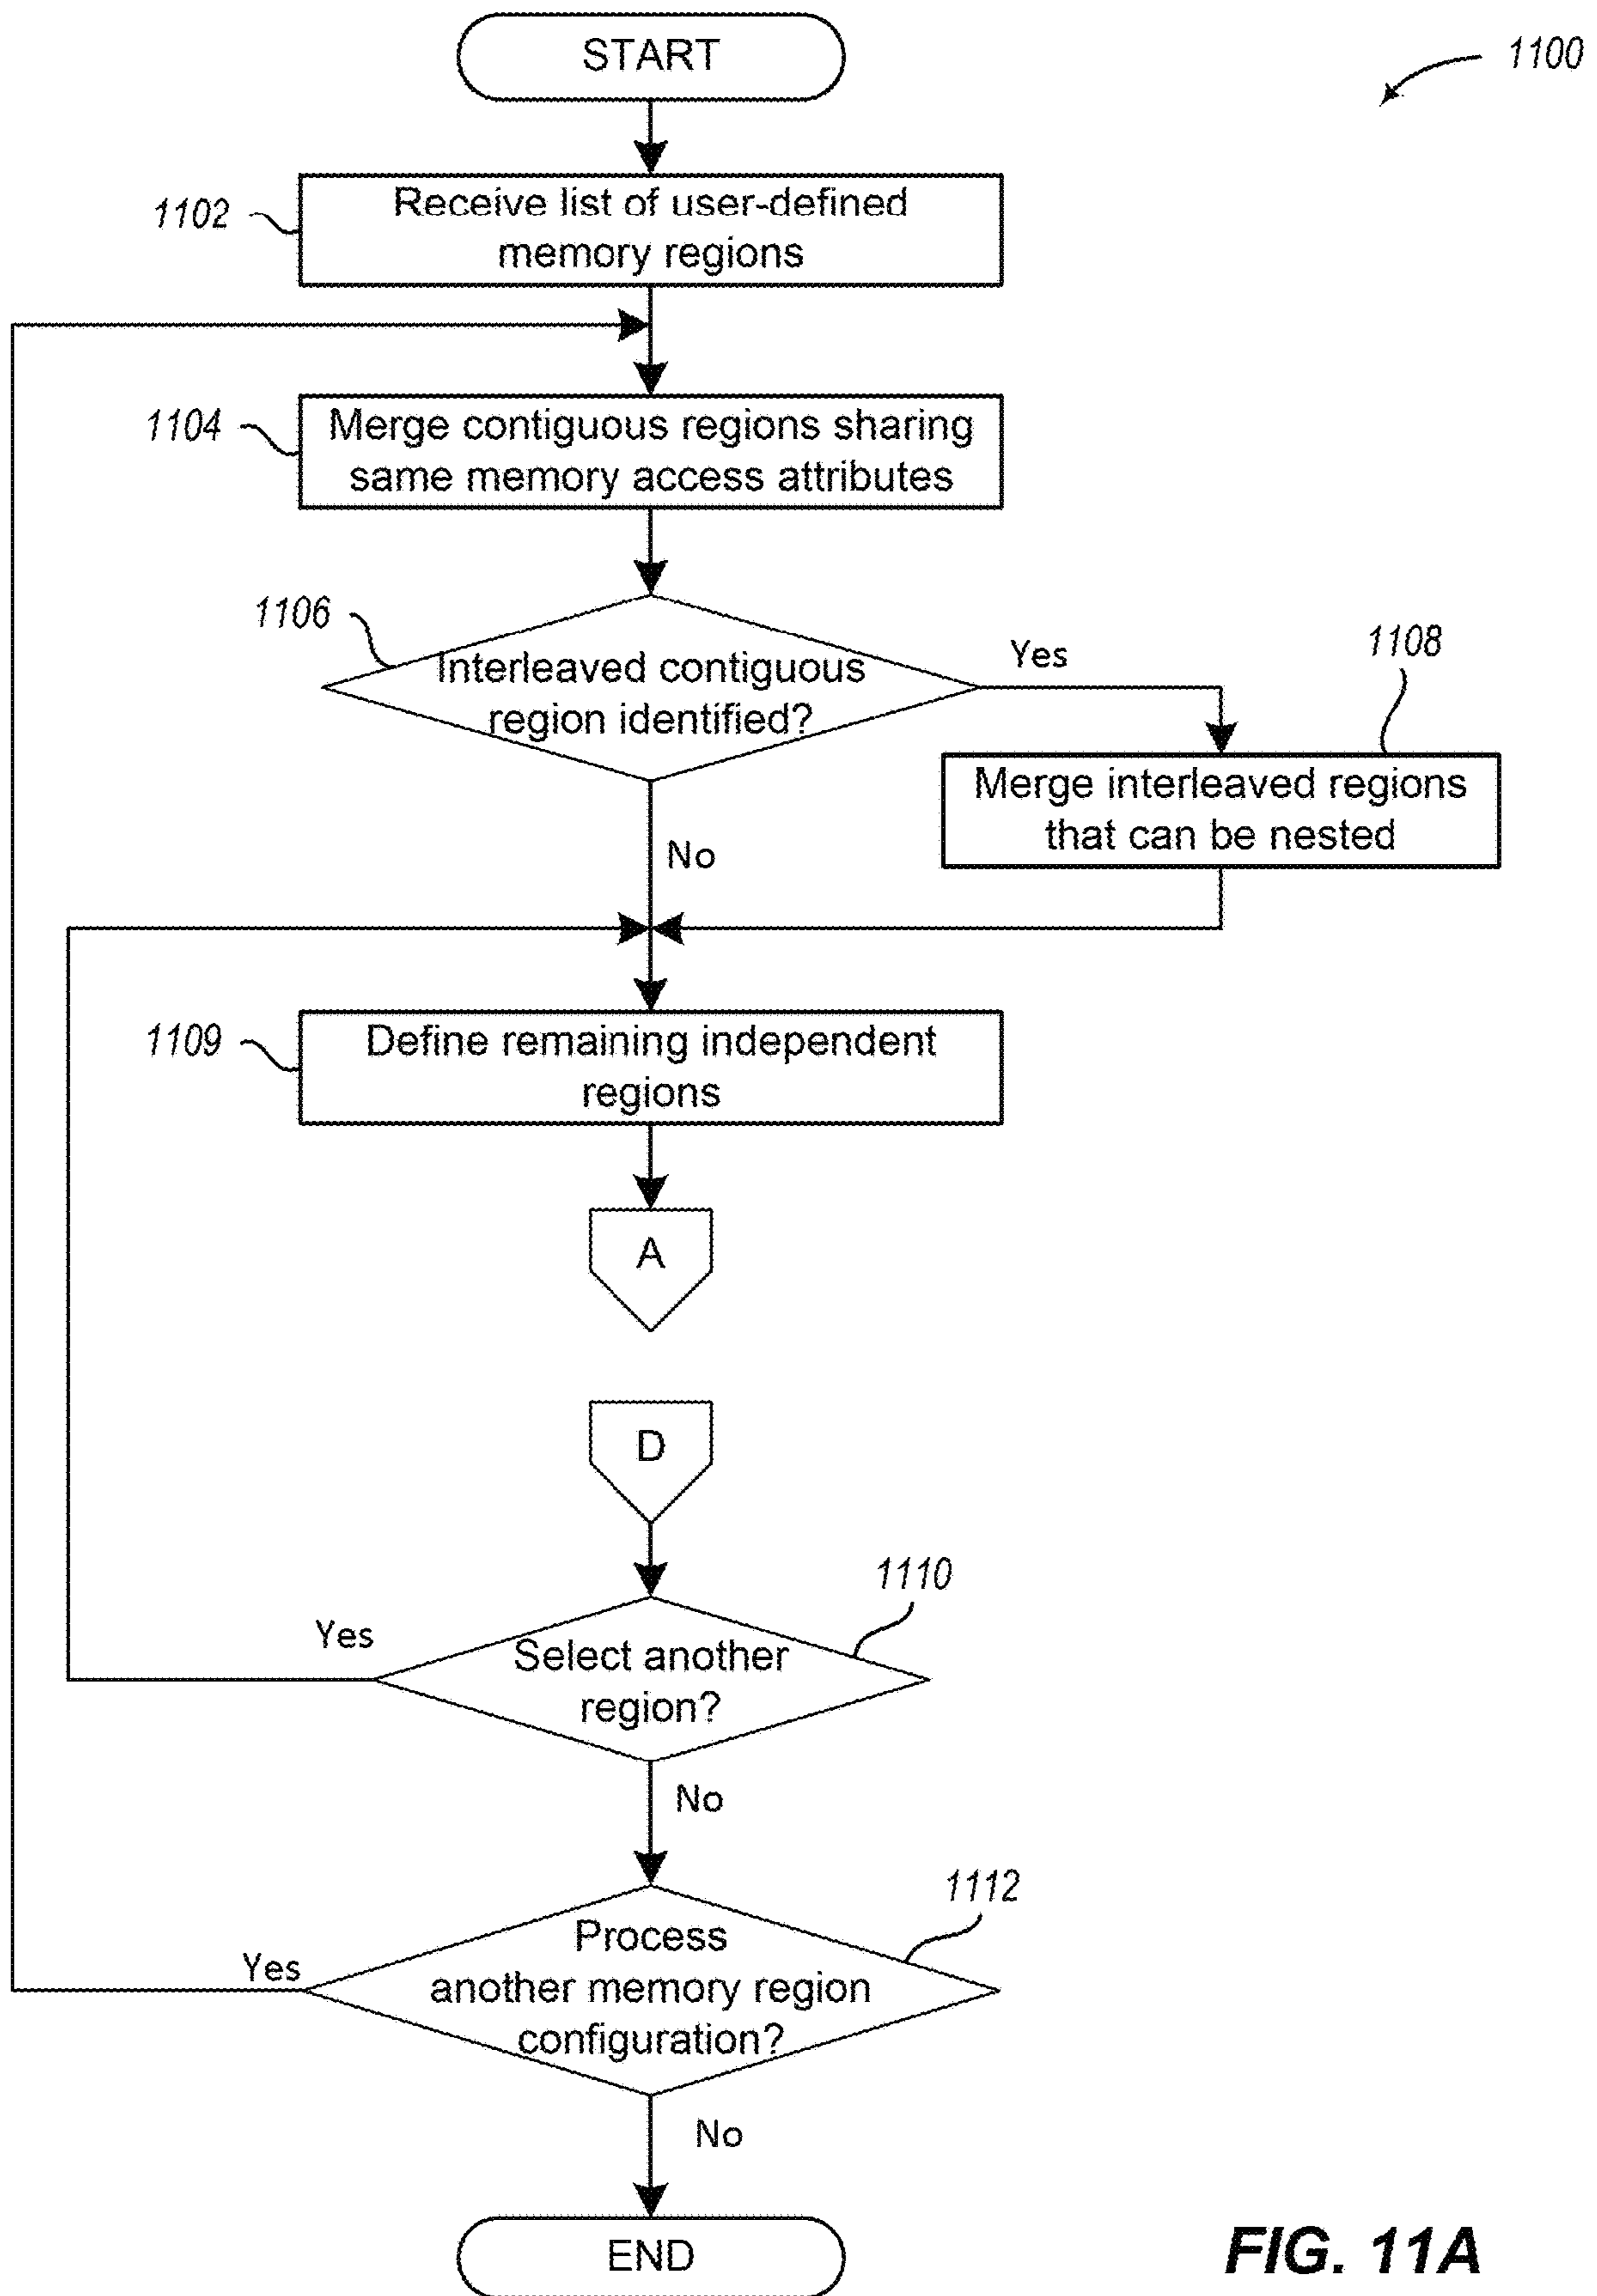 START
1100
1102
Receive list of user-defined
memory regions
1104
Merge contiguous regions sharing
same memory access attributes
1106
Interleaved contiguous
region identified?
Yes
1108
Merge interleaved regions
that can be nested
No
1109
Define remaining independent
regions
A
D
1110
Yes
Select another
region?
No
1112
Yes
Process
another memory region
configuration?
No
END
FIG. 11A